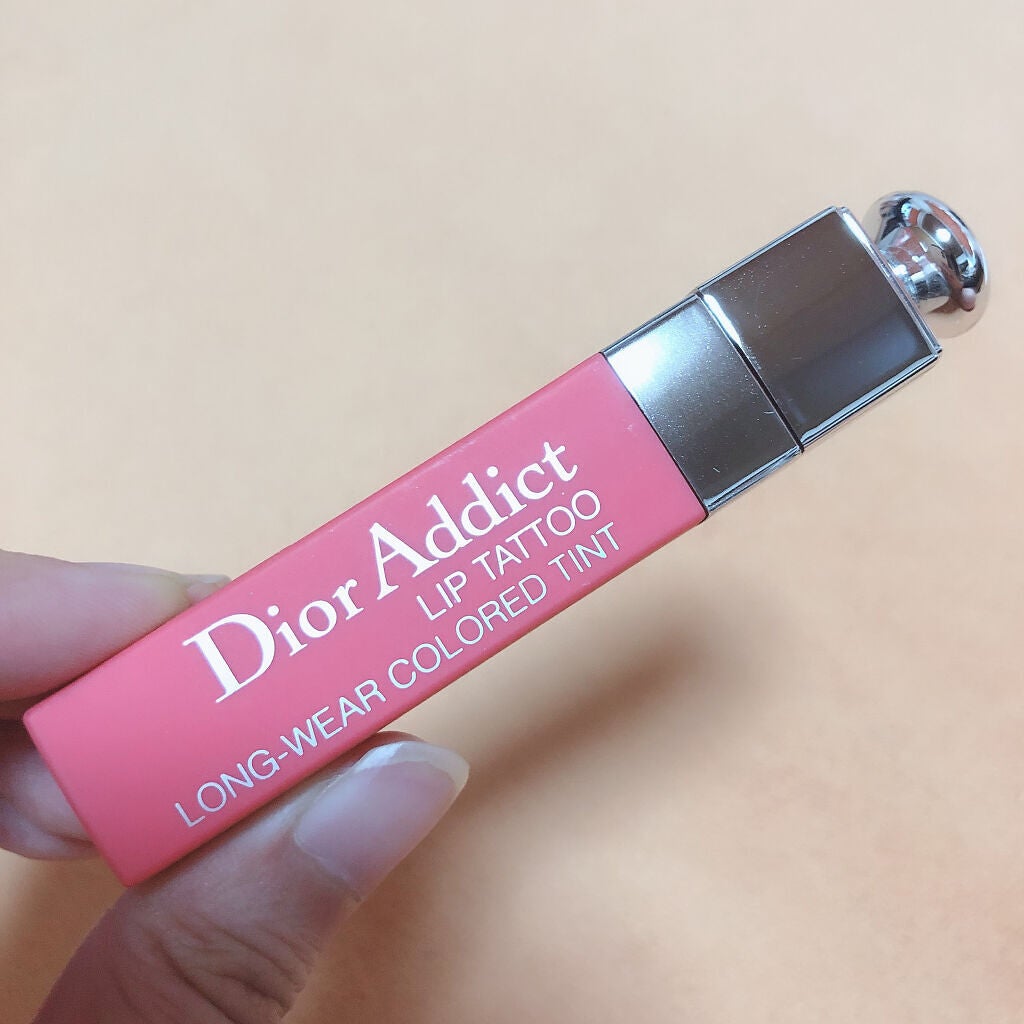 Dior Addict
LIP TATTOO
LONG-WEAR COLORED TINT